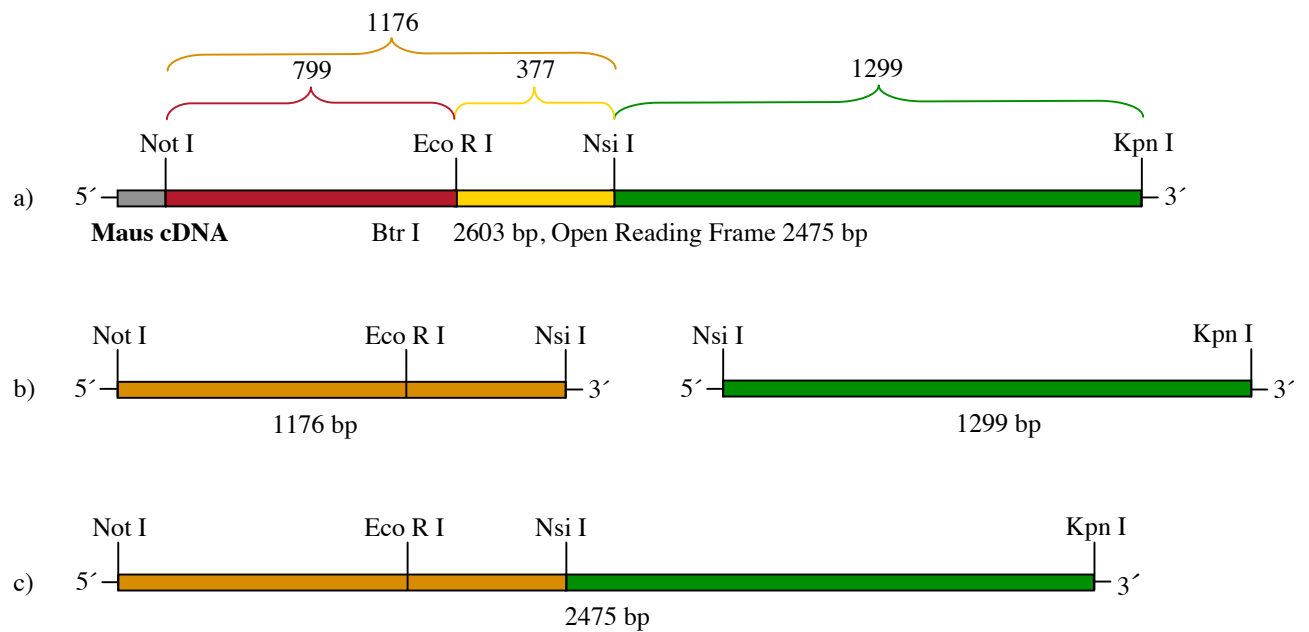 1176
799 377 1299
Not I Eco R I Nsi I Kpn I
a) 5´ 3´
Maus cDNA Btr I 2603 bp, Open Reading Frame 2475 bp
Not I Eco R I Nsi I Nsi I Kpn I
b) 5´ 3´ 5´ 3´
1176 bp 1299 bp
Not I Eco R I Nsi I Kpn I
c) 5´ 3´
2475 bp